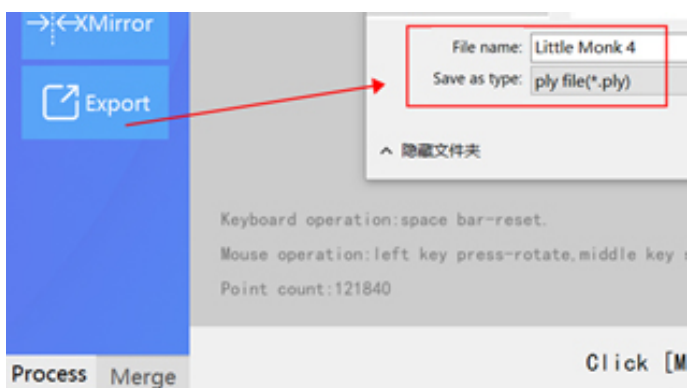 XMirror
Export
File name: Little Monk 4
Save as type: ply file(*.ply)
隐藏文件夹
Keyboard operation:space bar-reset.
Mouse operation:left key press-rotate,middle key
Point count:121840
Click [M
Process Merge